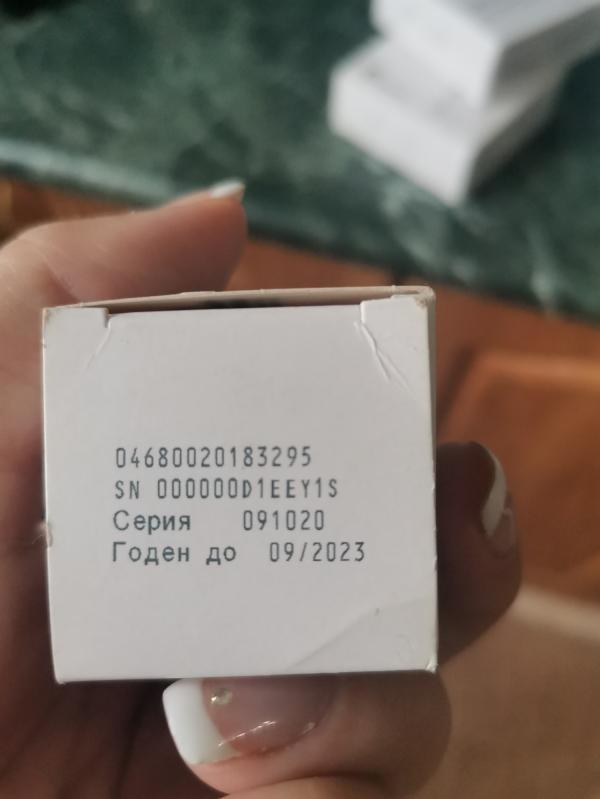 04680020183295
SN 000000D1EEY1S
Серия 091020
Годен до 09/2023